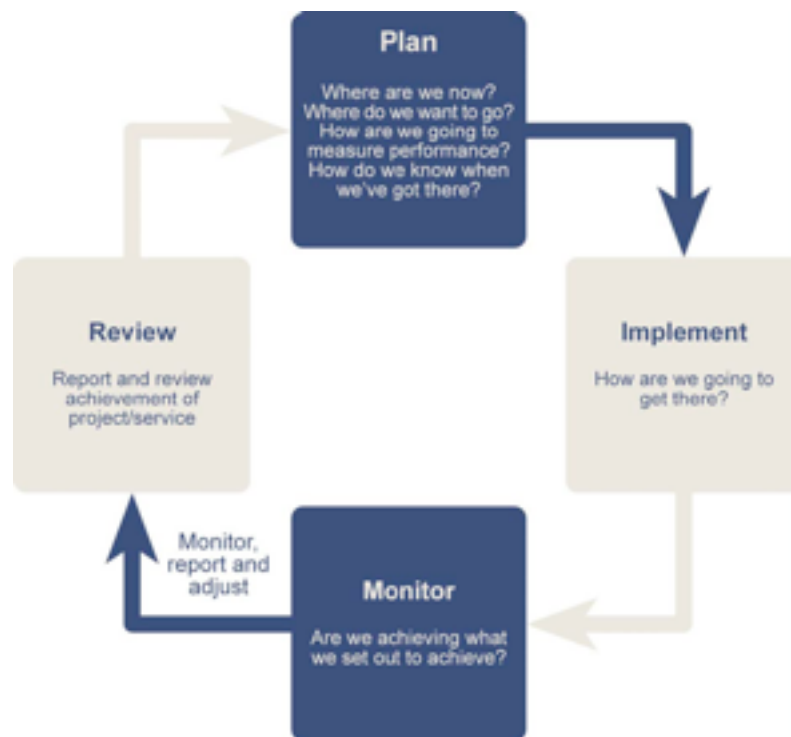 Plan
Where are we now?
Where do we want to go?
How are we going to
measure performance?
How do we know when
we've got there?
Review
Report and review
achievement of
project/service
Implement
How are we going to
get there?
Monitor,
report and
adjust
Monitor
Are we achieving what
we set out to achieve?